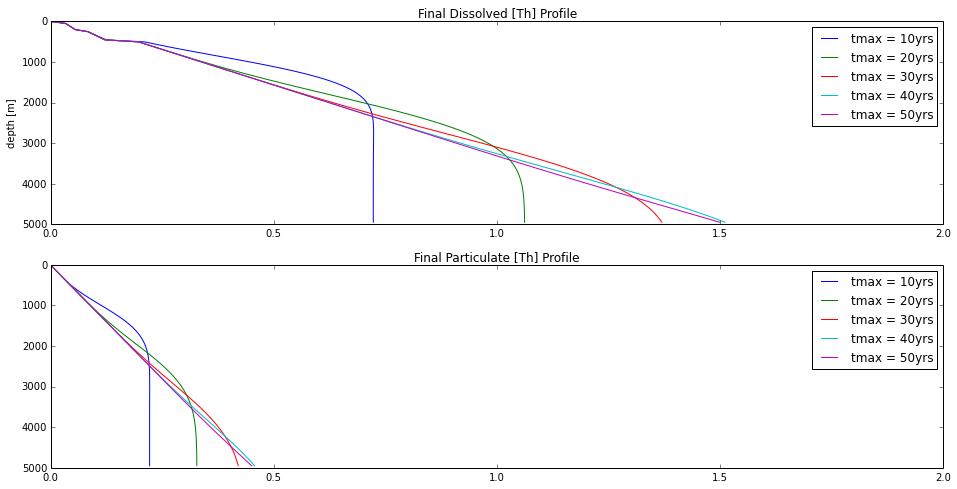 Final Dissolved [Th] Profile
0
1000
2000
3000
4000
5000
depth [m]
tmax = 10yrs
tmax = 20yrs
tmax = 30yrs
tmax = 40yrs
tmax = 50yrs
0.0 0.5 1.0 1.5 2.0
Final Particulate [Th] Profile
0
1000
2000
3000
4000
5000
tmax = 10yrs
tmax = 20yrs
tmax = 30yrs
tmax = 40yrs
tmax = 50yrs
0.0 0.5 1.0 1.5 2.0